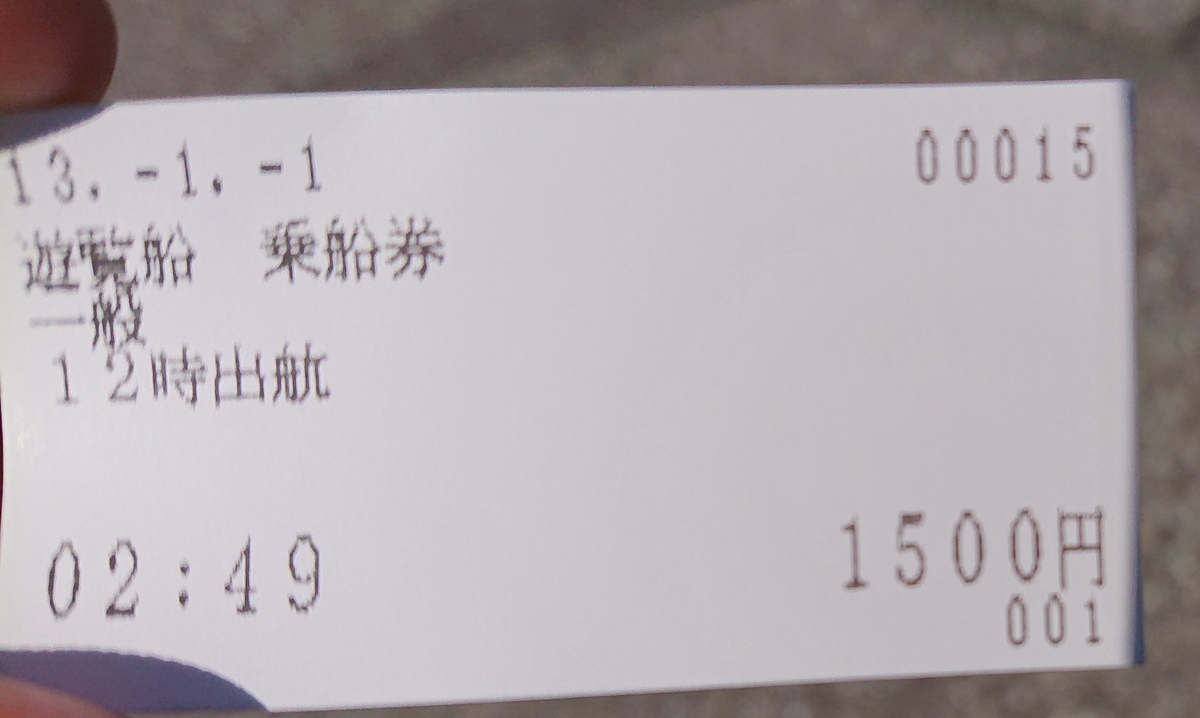 13. -1. -1 00015
遊覧船 乗船券
一般
12時出航
02:49 1500円
001